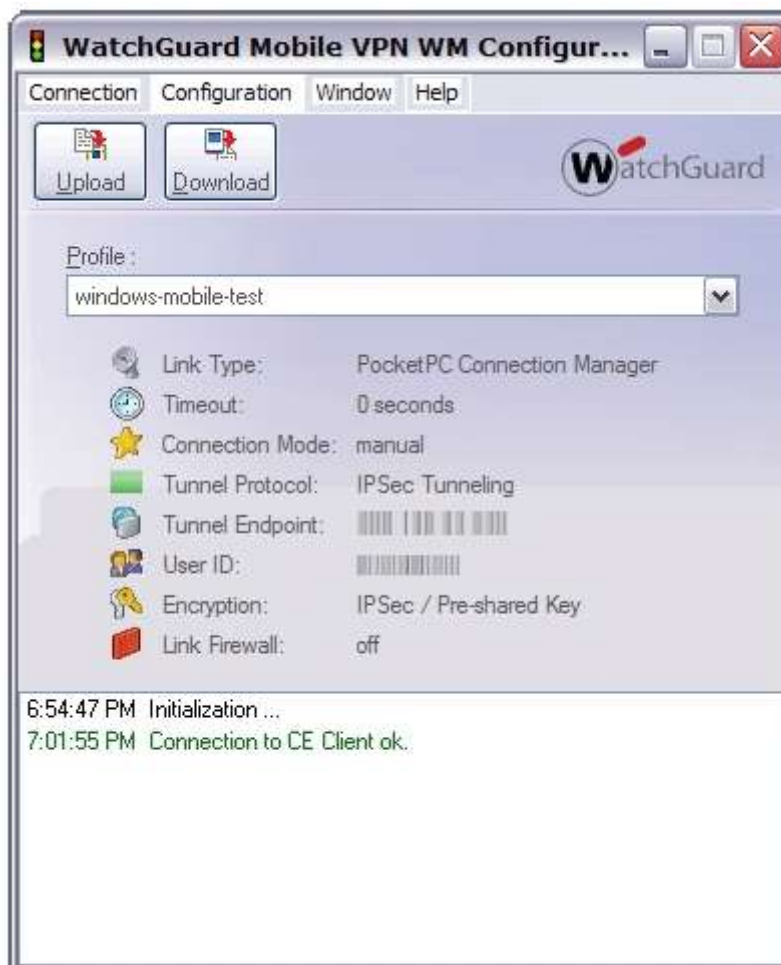 WatchGuard Mobile VPN WM Configur...
Connection Configuration Window Help
Upload Download WatchGuard
Profile :
windows-mobile-test
Link Type: PocketPC Connection Manager
Timeout: 0 seconds
Connection Mode: manual
Tunnel Protocol: IPSec Tunneling
Tunnel Endpoint:
User ID:
Encryption: IPSec / Pre-shared Key
Link Firewall: off
6:54:47 PM Initialization ...
7:01:55 PM Connection to CE Client ok.